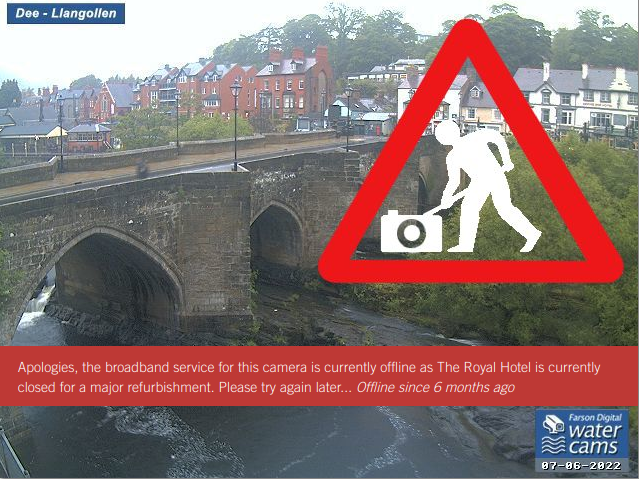 Dee - Llangollen
Apologies, the broadband service for this camera is currently offline as The Royal Hotel is currently
closed for a major refurbishment. Please try again later... Offline since 6 months ago
Farson Digital
water
cams
07-06-2022